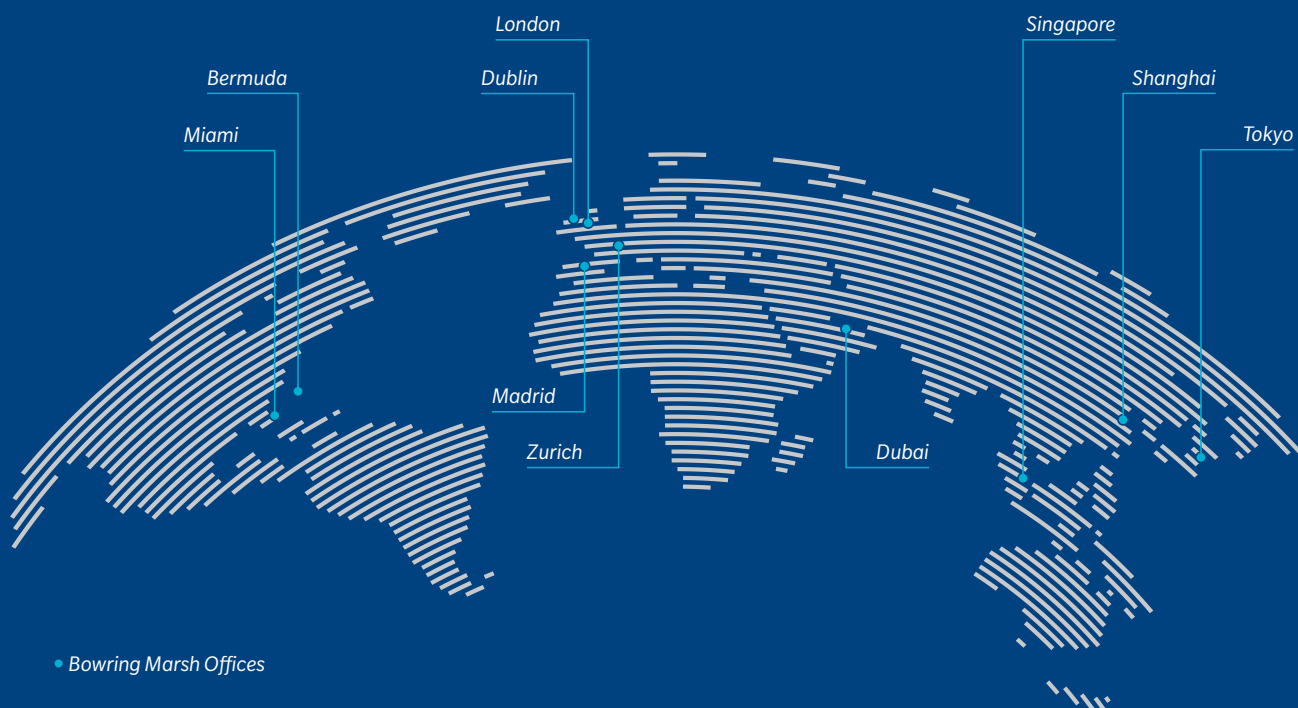 London
Singapore
Bermuda
Dublin
Shanghai
Miami
Tokyo
Madrid
Zurich
Dubai
Bowring Marsh Offices